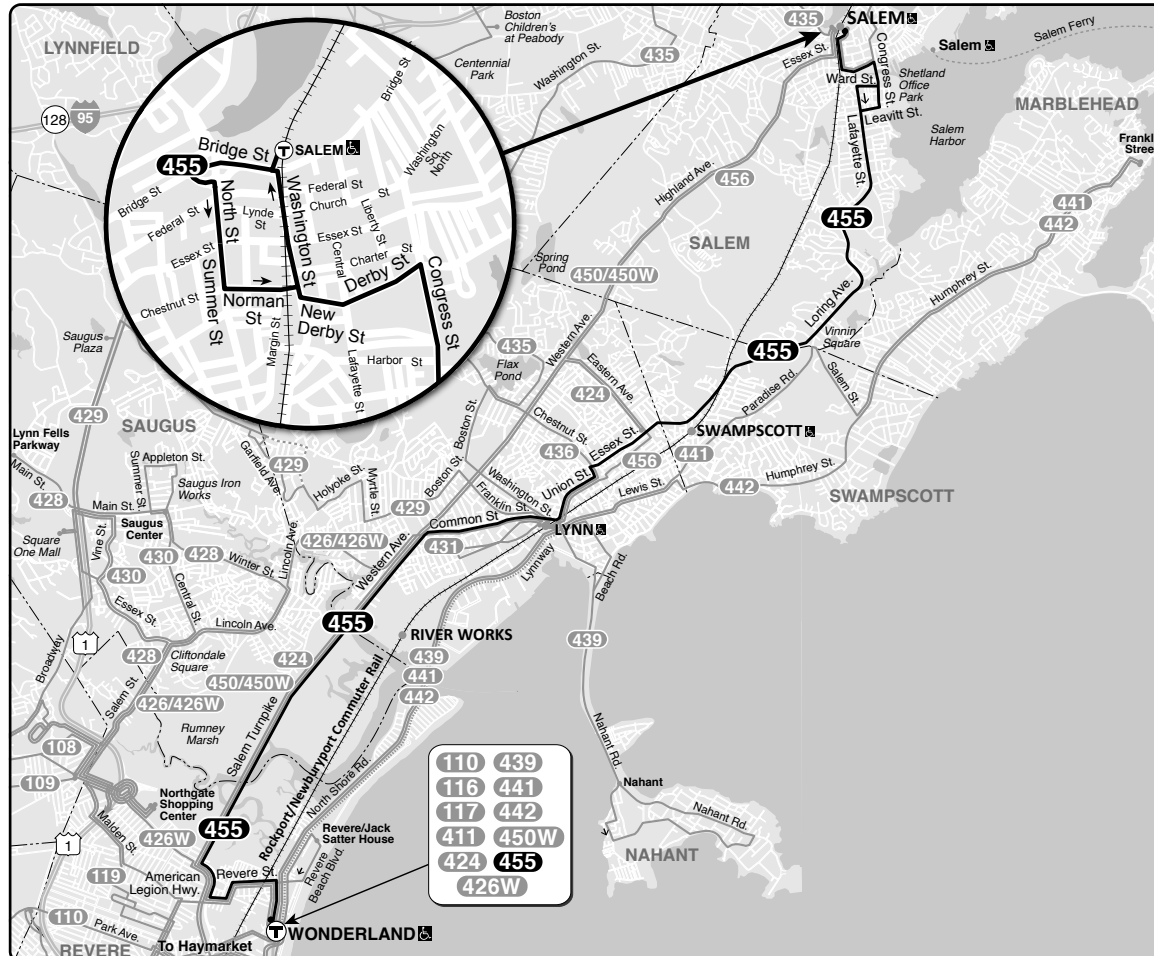 LYNNFIELD
128
95
Boston
Children's
at Peabody
Centennial
Park
Washington St.
435
435
SALEM
Essex St.
Ward St.
Congress St.
Salem
Salem Ferry
Shetland
Office
Park
Leavitt St.
Lafayette St.
Salem
Harbor
MARBLEHEAD
Frankl
Stree
441
442
Humphrey St.
Highland Ave.
456
455
SALEM
Spring
Pond
450/450W
Western Ave.
Loring Ave.
Vinnin
Square
455
Paradise Rd.
Salem St.
Bridge St
T SALEM
455
Bridge St
Federal St
North St
Lynde
St
Essex St
Summer St
Chestnut St
Norman
St
Margin St
Washington St
Federal St
Church
Liberty St
Essex St
Central
Charter St
Derby St
New
Derby St
Lafayette St
Harbor St
Congress St
Bridge St
Washington
Sq.
North
Saugus
Plaza
429
Lynn Fells
Parkway
SAUGUS
Main St.
428
Appleton St.
Summer St.
Saugus Iron
Works
Main St.
Saugus
Center
Square
One Mall
Vine St.
430
430
428
Winter St.
Central St.
Essex St.
Lincoln Ave.
Lincoln Ave.
Garfield Ave.
429
Holyoke St.
Myrtle St.
429
Boston St.
Boston St.
426/426W
Western Ave.
435
Flax
Pond
Eastern Ave.
424
Chestnut St.
436
Essex St.
456
Washington St.
Franklin St.
Union St.
Common St
431
LYNN
Lewis St.
441
SWAMPSCOTT
442
Humphrey St.
SWAMPSCOTT
Lynnway
Beach Rd.
439
Nahant Rd.
Nahant
Nahant Rd.
NAHANT
455
RIVER WORKS
439
441
442
Rockport/Newburyport Commuter Rail
North Shore Rd.
Broadway
1
428
Cliftondale
Square
424
450/450W
Salem St.
426/426W
Rumney
Marsh
Salem Turnpike
108
109
Northgate
Shopping
Center
Malden St.
1
426W
455
119
American
Legion Hwy.
Revere St.
Revere/Jack
Satter House
Revere
Beach Blvd.
110
Park Ave.
REVERE
To Haymarket
T WONDERLAND
110 439
116 441
117 442
411 450W
424 455
426W